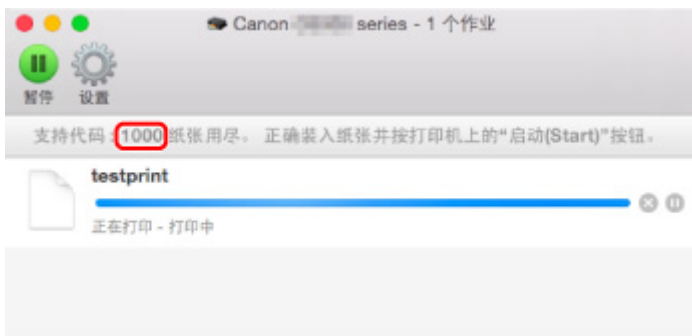 Canon series - 1 个作业
暂停 设置
支持代码 :1000 纸张用尽。 正确装入纸张并按打印机上的“启动(Start)”按钮。
testprint
正在打印 - 打印中